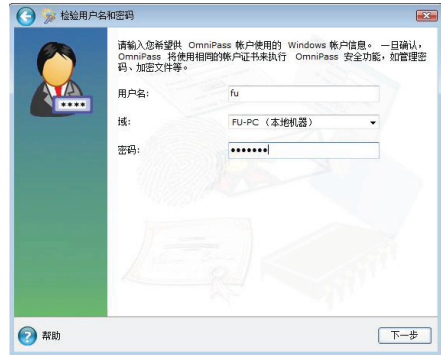 检验用户名和密码
请输入您希望供 OmniPass 帐户使用的 Windows 帐户信息。 一旦确认，
OmniPass 将使用相同的帐户证书来执行 OmniPass 安全功能，如管理密
码、加密文件等。
用户名: fu
域: FU-PC （本地机器）
密码: •••••••
****
帮助 下一步